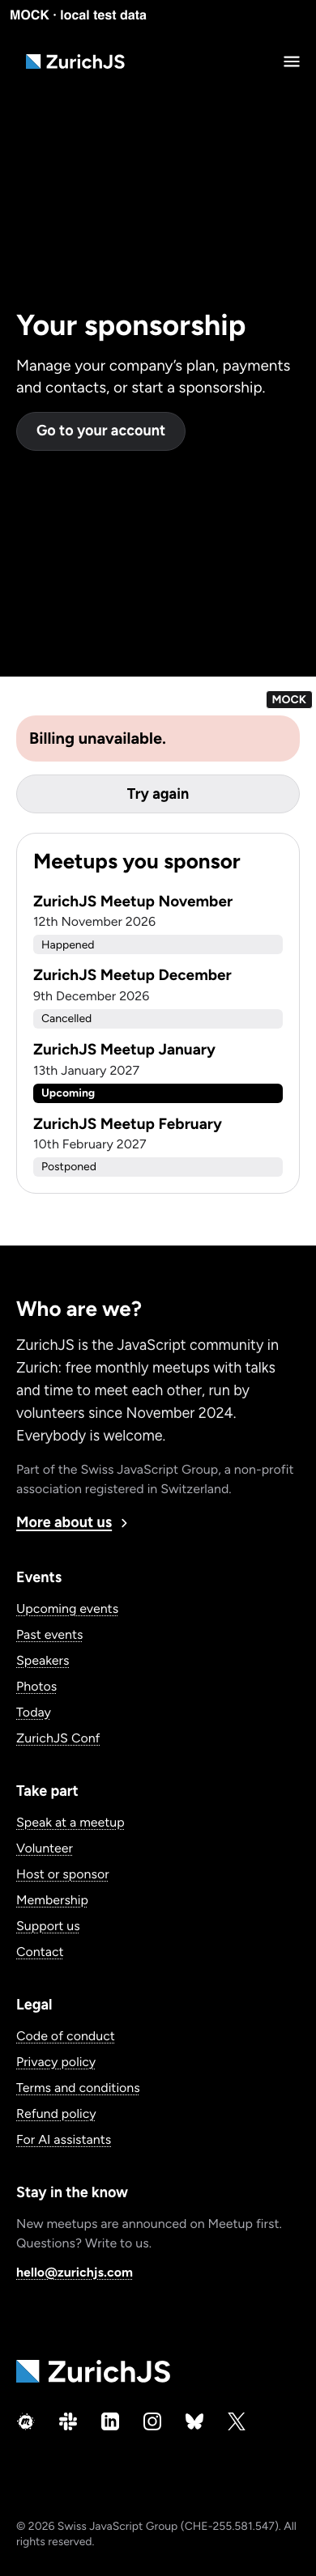 MOCK · local test data
ZurichJS
Your sponsorship
Manage your company’s plan, payments
and contacts, or start a sponsorship.
Go to your account
MOCK
Billing unavailable.
Try again
Meetups you sponsor
ZurichJS Meetup November
12th November 2026
Happened
ZurichJS Meetup December
9th December 2026
Cancelled
ZurichJS Meetup January
13th January 2027
Upcoming
ZurichJS Meetup February
10th February 2027
Postponed
Who are we?
ZurichJS is the JavaScript community in
Zurich: free monthly meetups with talks
and time to meet each other, run by
volunteers since November 2024.
Everybody is welcome.
Part of the Swiss JavaScript Group, a non-profit
association registered in Switzerland.
More about us
Events
Upcoming events
Past events
Speakers
Photos
Today
ZurichJS Conf
Take part
Speak at a meetup
Volunteer
Host or sponsor
Membership
Support us
Contact
Legal
Code of conduct
Privacy policy
Terms and conditions
Refund policy
For AI assistants
Stay in the know
New meetups are announced on Meetup first.
Questions? Write to us.
hello@zurichjs.com
ZurichJS
© 2026 Swiss JavaScript Group (CHE-255.581.547). All
rights reserved.